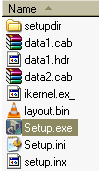 Name
setupdir
data1.cab
data1.hdr
data2.cab
ikernel.ex_
layout.bin
Setup.exe
Setup.ini
setup.inx